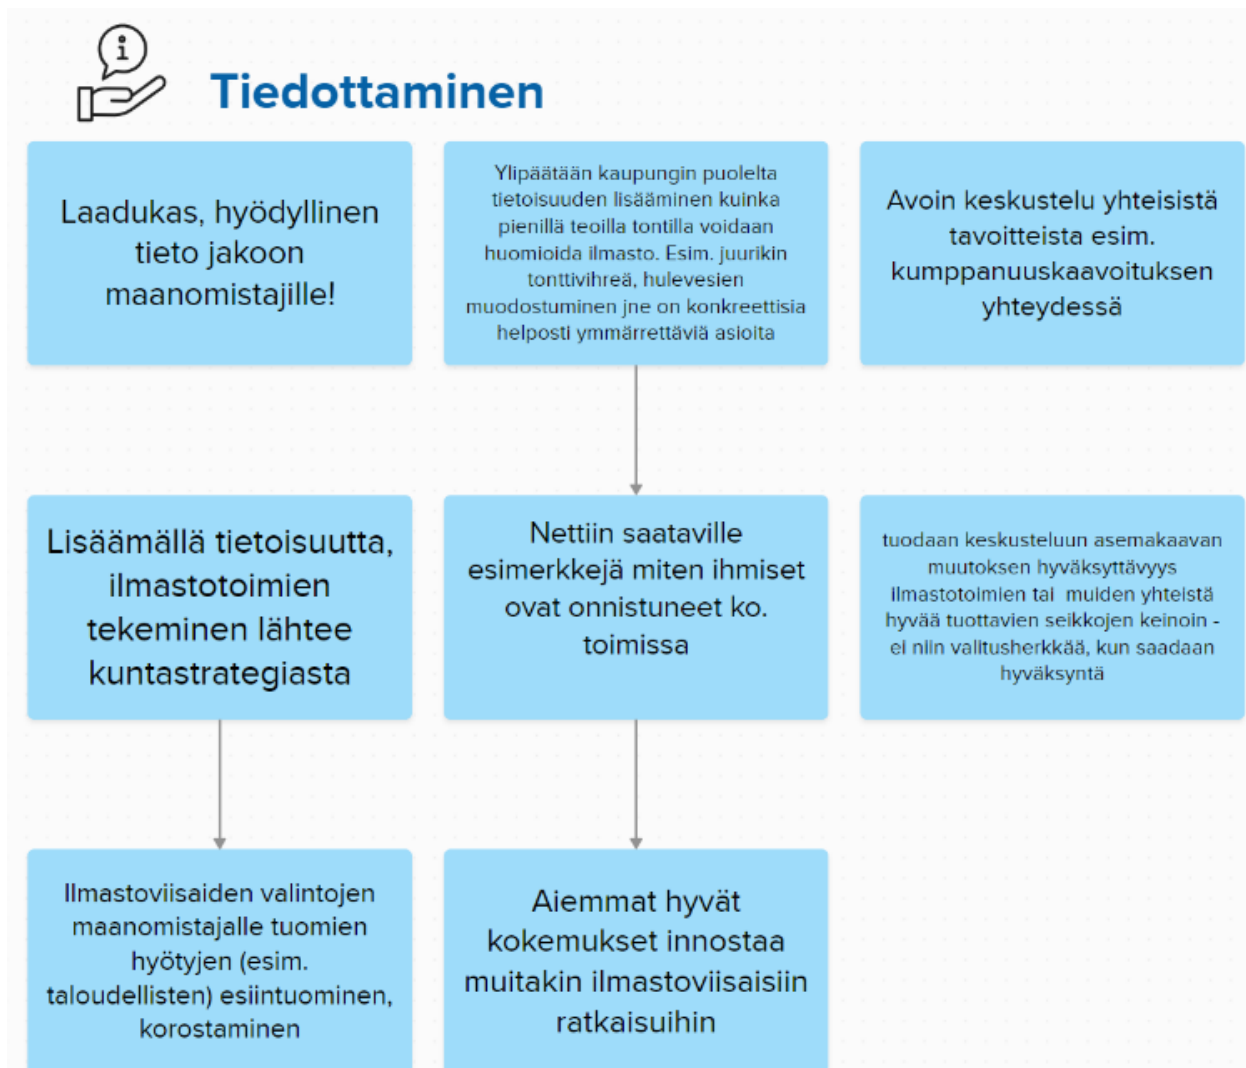 Tiedottaminen
Laadukas, hyödyllinen
tieto jakoon
maanomistajille!
Ylipäätään kaupungin puolelta
tietoisuuden lisääminen kuinka
pienillä teoilla tontilla voidaan
huomioida ilmasto. Esim. juurikin
tonttivihreä, hulevesien
muodostuminen jne on konkreettisia
helposti ymmärrettäviä asioita
Avoin keskustelu yhteisistä
tavoitteista esim.
kumppanuuskaavoituksen
yhteydessä
Lisäämällä tietoisuutta,
ilmastotoimien
tekeminen lähtee
kuntastrategiasta
Nettiin saataville
esimerkkejä miten ihmiset
ovat onnistuneet ko.
toimissa
tuodaan keskusteluun asemakaavan
muutoksen hyväksyttävyys
ilmastotoimien tai muiden yhteistä
hyvää tuottavien seikkojen keinoin -
ei niin valitusherkkää, kun saadaan
hyväksyntä
Ilmastoviisaiden valintojen
maanomistajalle tuomien
hyötyjen (esim.
taloudellisten) esiintuominen,
korostaminen
Aiemmat hyvät
kokemukset innostaa
muitakin ilmastoviisaisiin
ratkaisuihin